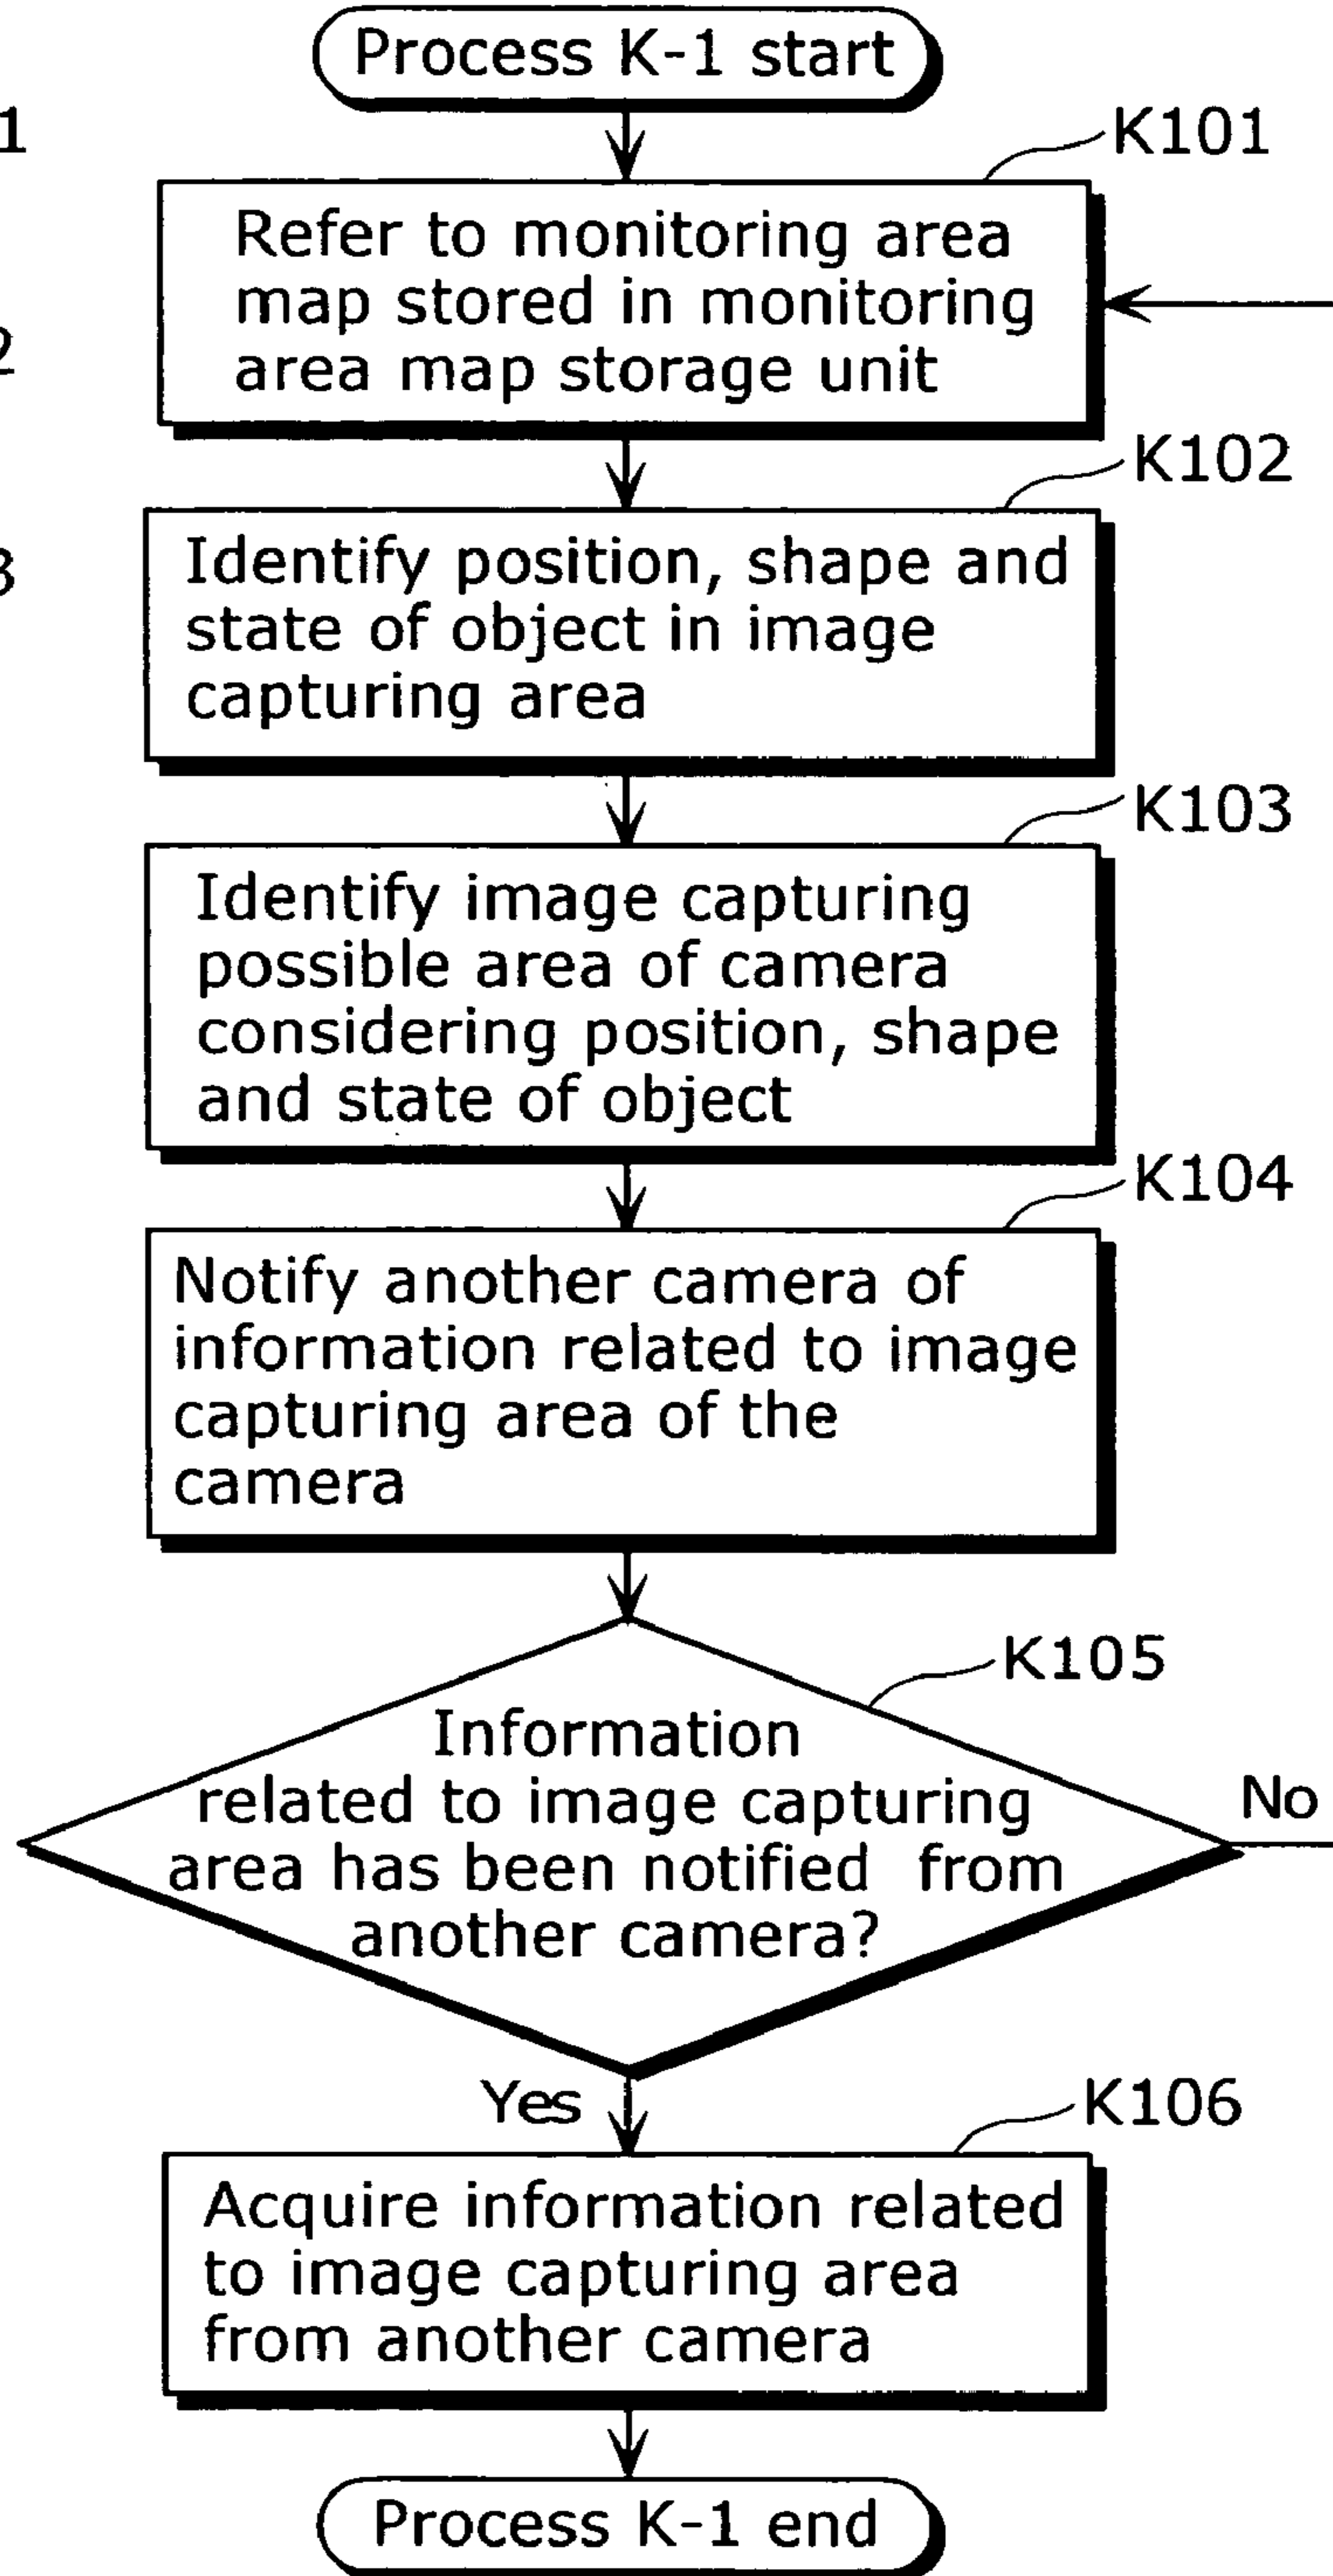 Process K-1 start
1
K101
Refer to monitoring area
map stored in monitoring
area map storage unit
2
K102
Identify position, shape and
state of object in image
capturing area
3
K103
Identify image capturing
possible area of camera
considering position, shape
and state of object
K104
Notify another camera of
information related to image
capturing area of the
camera
K105
Information
related to image capturing
area has been notified from
another camera?
No
Yes
K106
Acquire information related
to image capturing area
from another camera
Process K-1 end